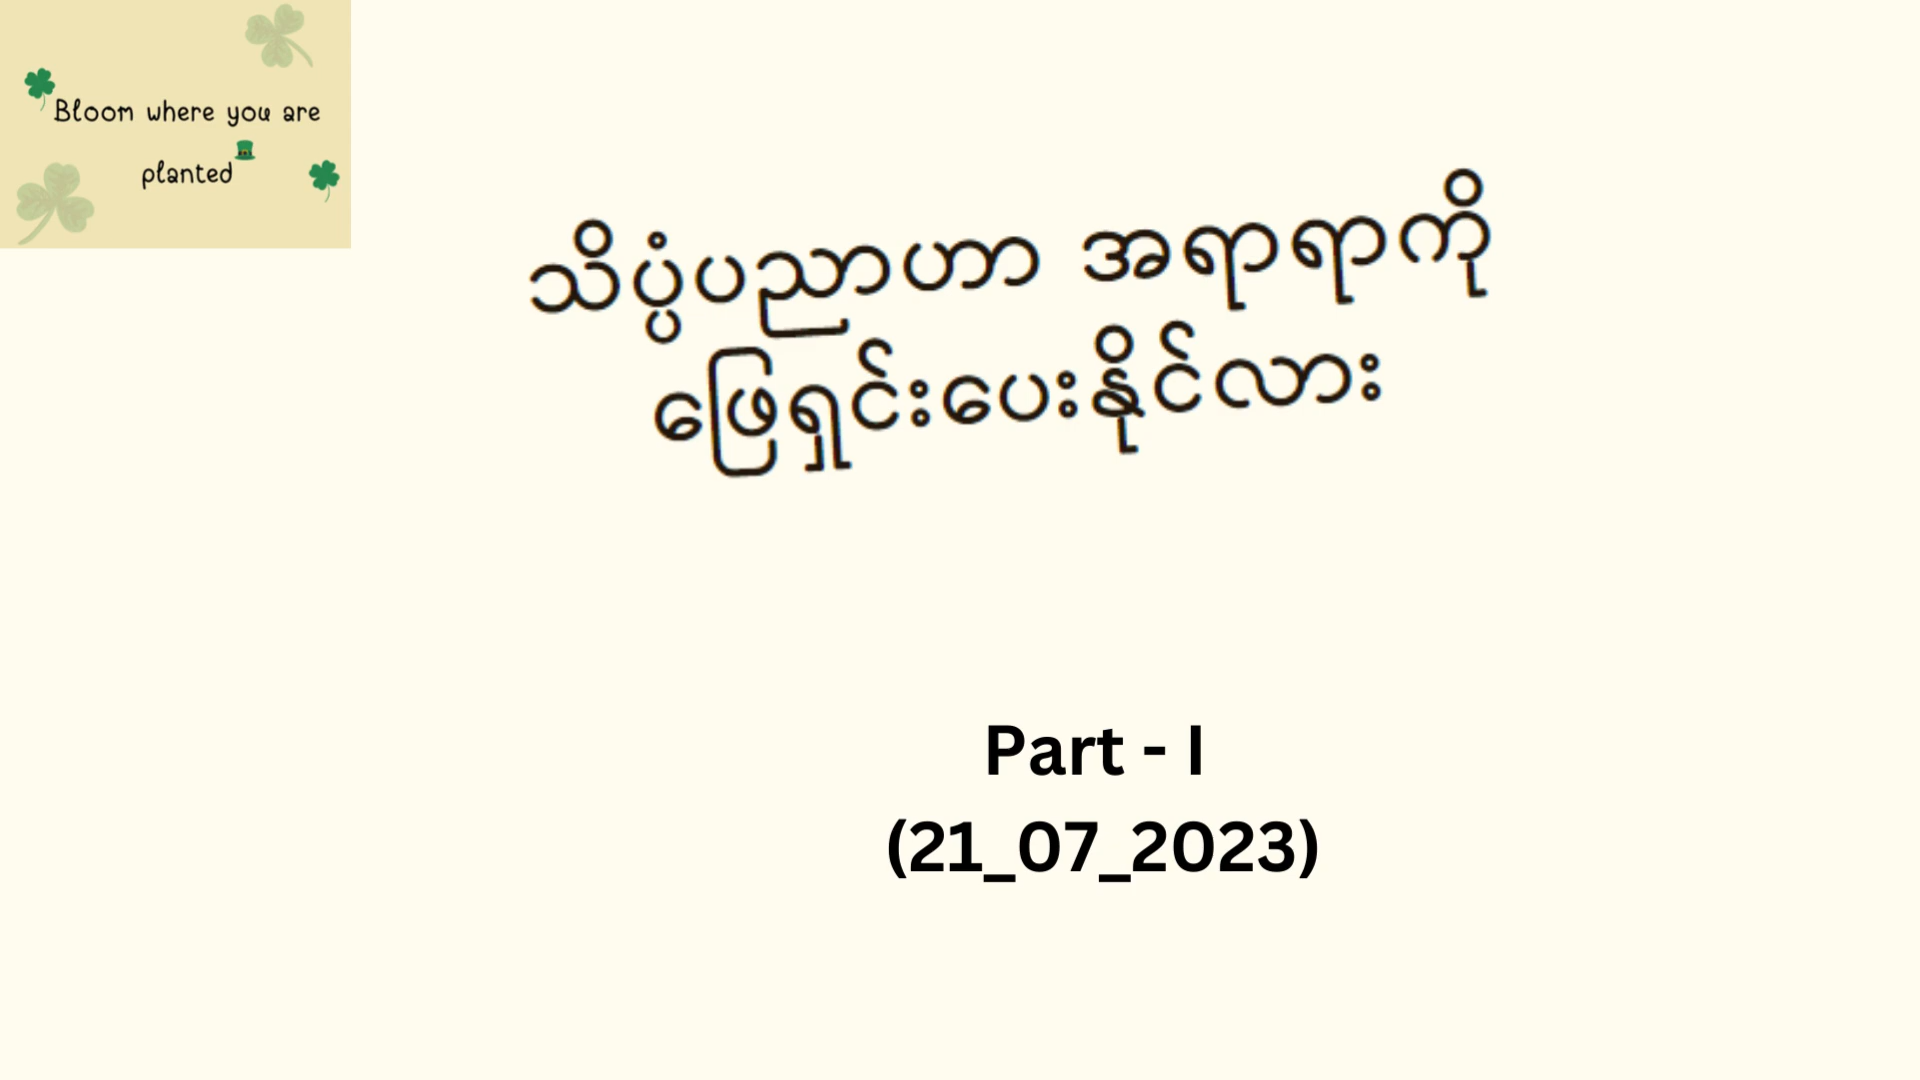 Bloom where you are
planted
သိပ္ပံပညာဟာ အရာရာကို
ဖြေရှင်းပေးနိုင်လား
Part - I
(21_07_2023)